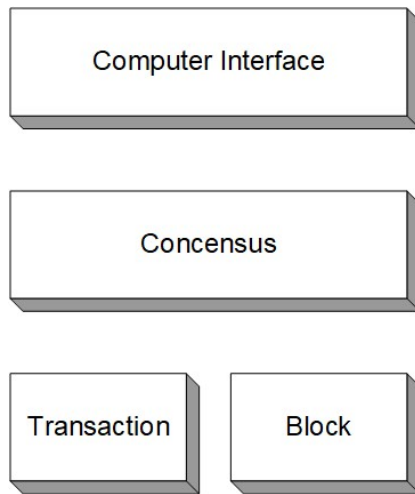 Computer Interface
Concensus
Transaction
Block